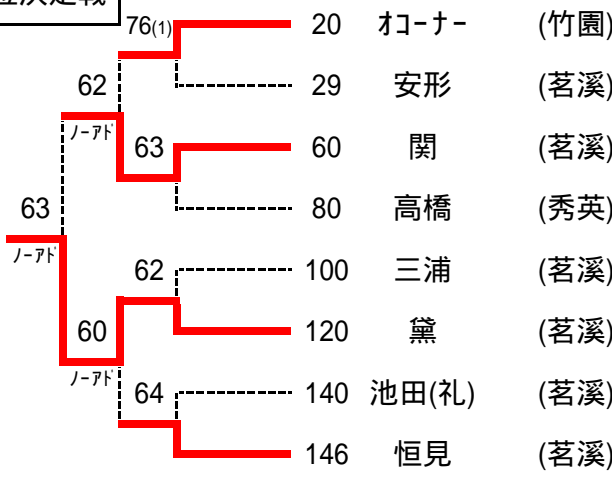 76(1) 20 オコーナー (竹園)
62 29 安形 (茗溪)
ノーアド 63 60 関 (茗溪)
63 80 高橋 (秀英)
ノーアド 62 100 三浦 (茗溪)
60 120 黛 (茗溪)
ノーアド 64 140 池田(礼) (茗溪)
146 恒見 (茗溪)